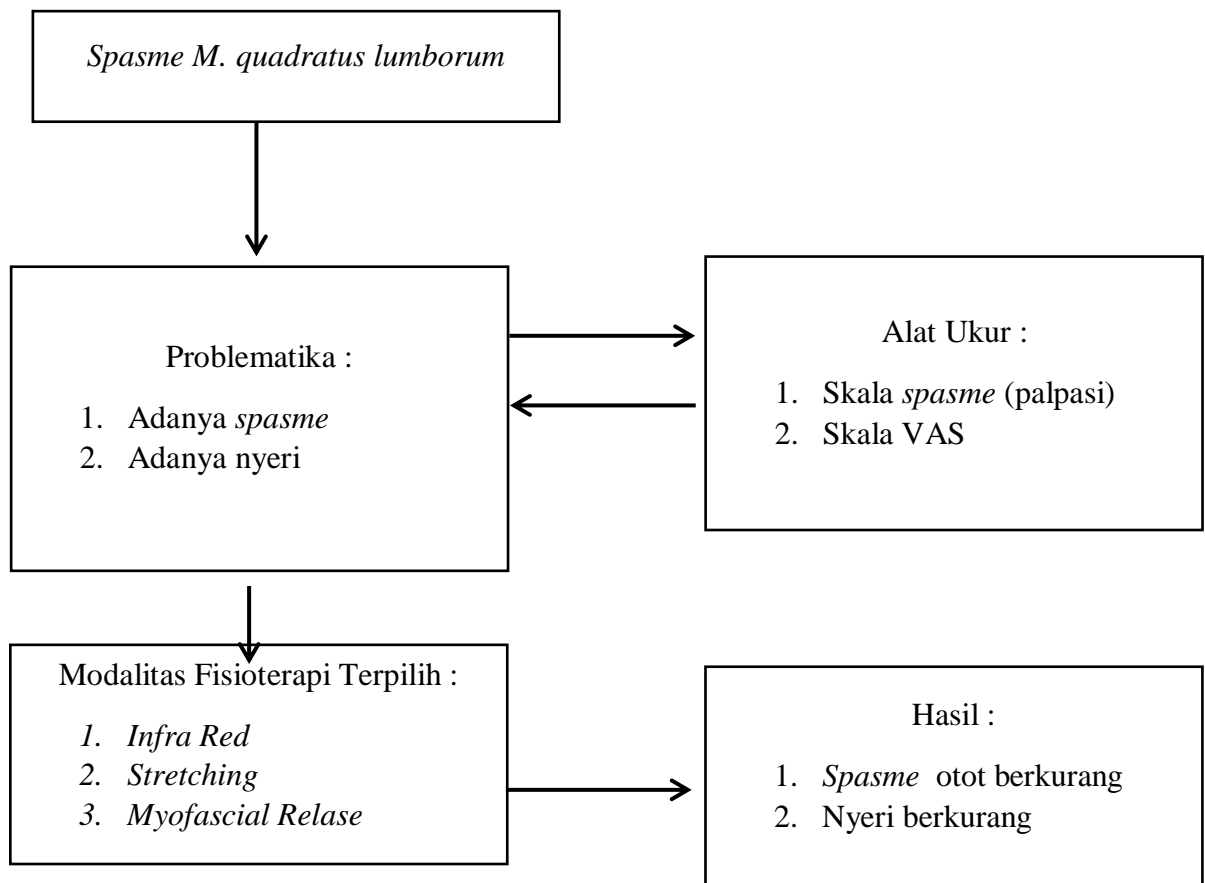 Spasme M. quadratus lumborum
Problematika :
1. Adanya spasme
2. Adanya nyeri
Alat Ukur :
1. Skala spasme (palpasi)
2. Skala VAS
Modalitas Fisioterapi Terpilih :
1. Infra Red
2. Stretching
3. Myofascial Relase
Hasil :
1. Spasme otot berkurang
2. Nyeri berkurang